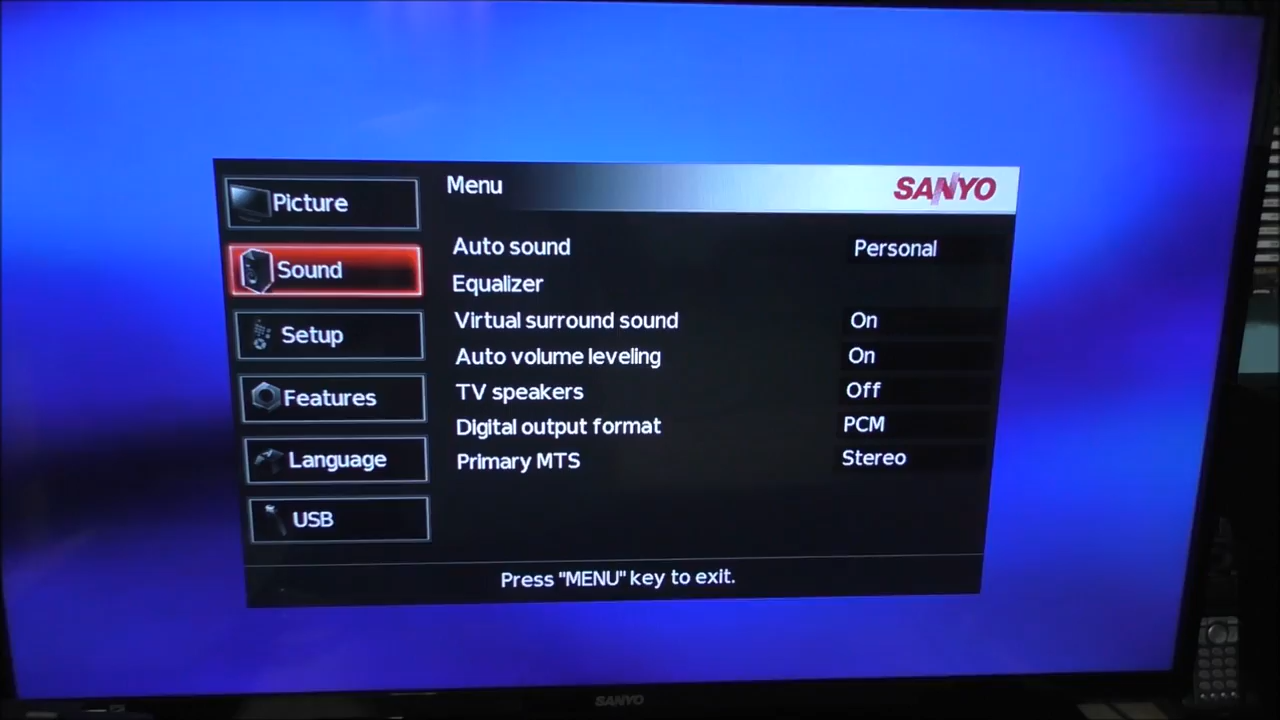 Menu
SANYO
Picture
Sound
Setup
Features
Language
USB
Auto sound Personal
Equalizer
Virtual surround sound On
Auto volume leveling On
TV speakers Off
Digital output format PCM
Primary MTS Stereo
Press "MENU" key to exit.
SANYO